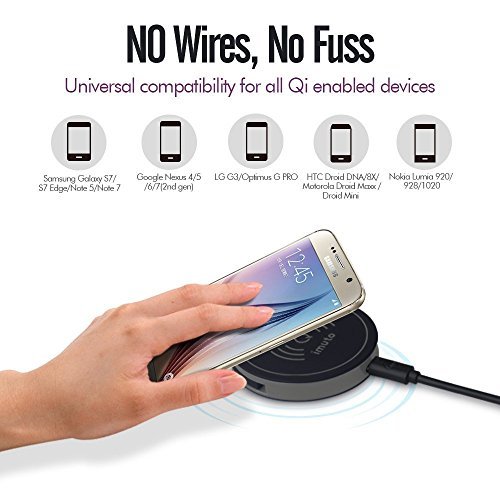 NO Wires, No Fuss
Universal compatibility for all Qi enabled devices
Samsung Galaxy S7/
S7 Edge/Note 5/Note 7
Google Nexus 4/5
/6/7(2nd gen)
LG G3/Optimus G PRO
HTC Droid DNA/8X/
Motorola Droid Maxx /
Droid Mini
Nokia Lumia 920/
928/1020
12:45
SAMSUNG
imuto